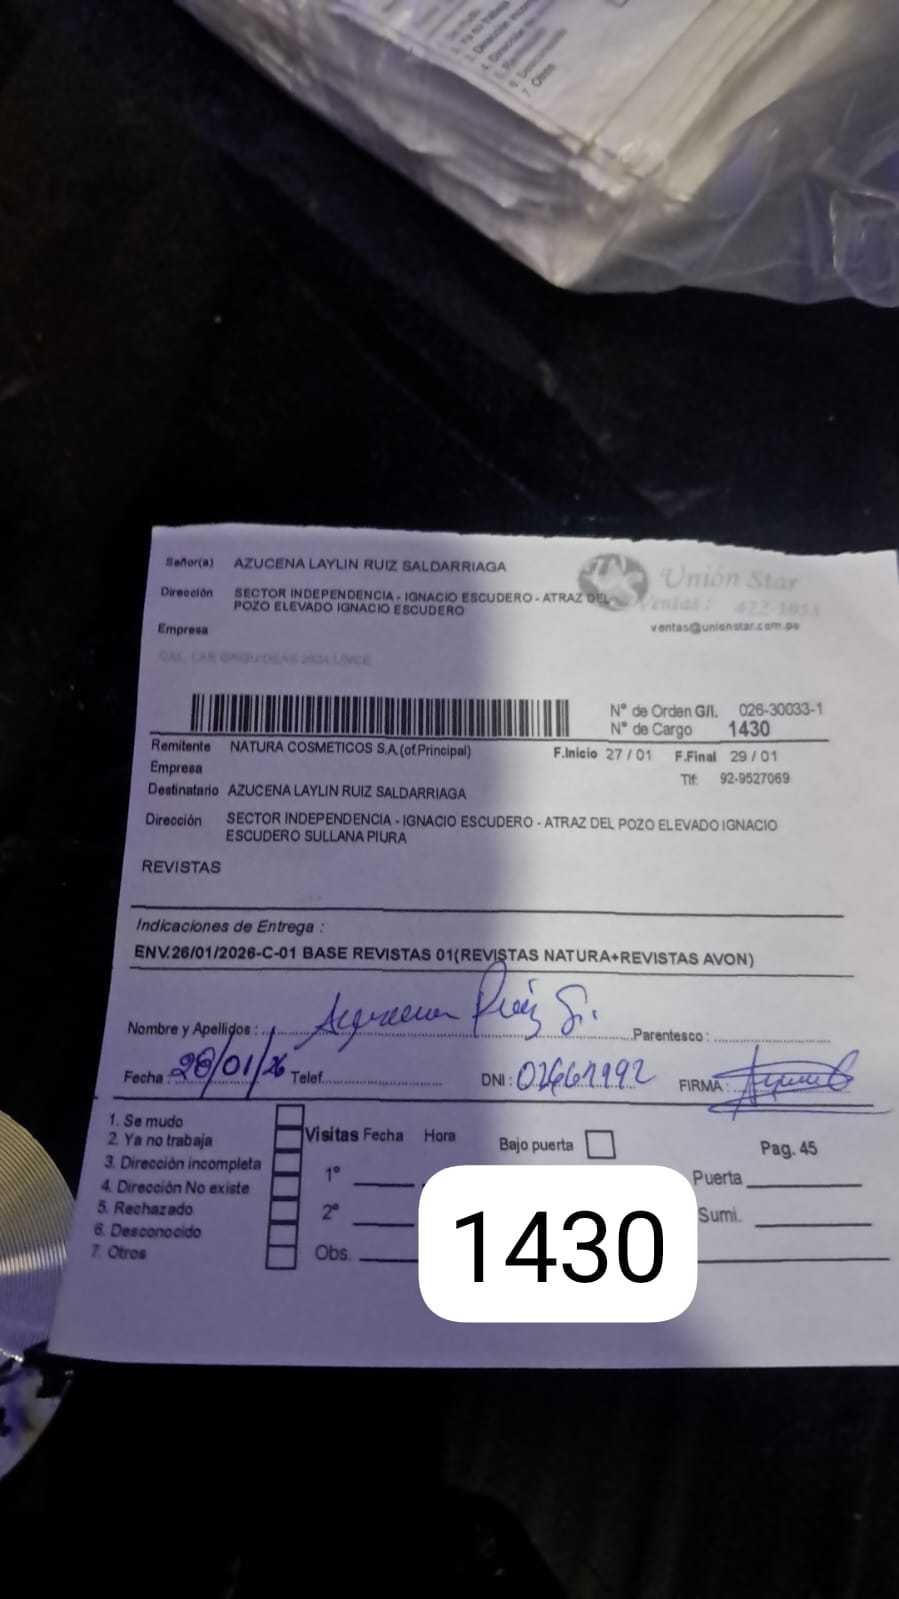 7. Otros
Señor(a) AZUCENA LAYLIN RUIZ SALDARRIAGA
Unión Star
Dirección SECTOR INDEPENDENCIA - IGNACIO ESCUDERO - ATRAZ DEL
POZO ELEVADO IGNACIO ESCUDERO
Ventas:
Empresa
ventas@unionstar.com.pe
N° de Orden G/I. 026-30033-1
N° de Cargo 1430
Remitente NATURA COSMETICOS S.A.(of.Principal)
F.Inicio 27 / 01 F.Final 29 / 01
Empresa
Tlf: 92-9527069
Destinatario AZUCENA LAYLIN RUIZ SALDARRIAGA
Dirección SECTOR INDEPENDENCIA - IGNACIO ESCUDERO - ATRAZ DEL POZO ELEVADO IGNACIO
ESCUDERO SULLANA PIURA
REVISTAS
Indicaciones de Entrega :
ENV.26/01/2026-C-01 BASE REVISTAS 01(REVISTAS NATURA+REVISTAS AVON)
Nombre y Apellidos : Ruiz S. Parentesco :
Fecha : 28/01/26 Telef. DNI : FIRMA :
1. Se mudo
2. Ya no trabaja
3. Dirección incompleta
4. Dirección No existe
5. Rechazado
6. Desconocido
7. Otros
Visitas Fecha Hora
1°
2°
Obs.
Bajo puerta
Pag. 45
Puerta
Sumi.
1430